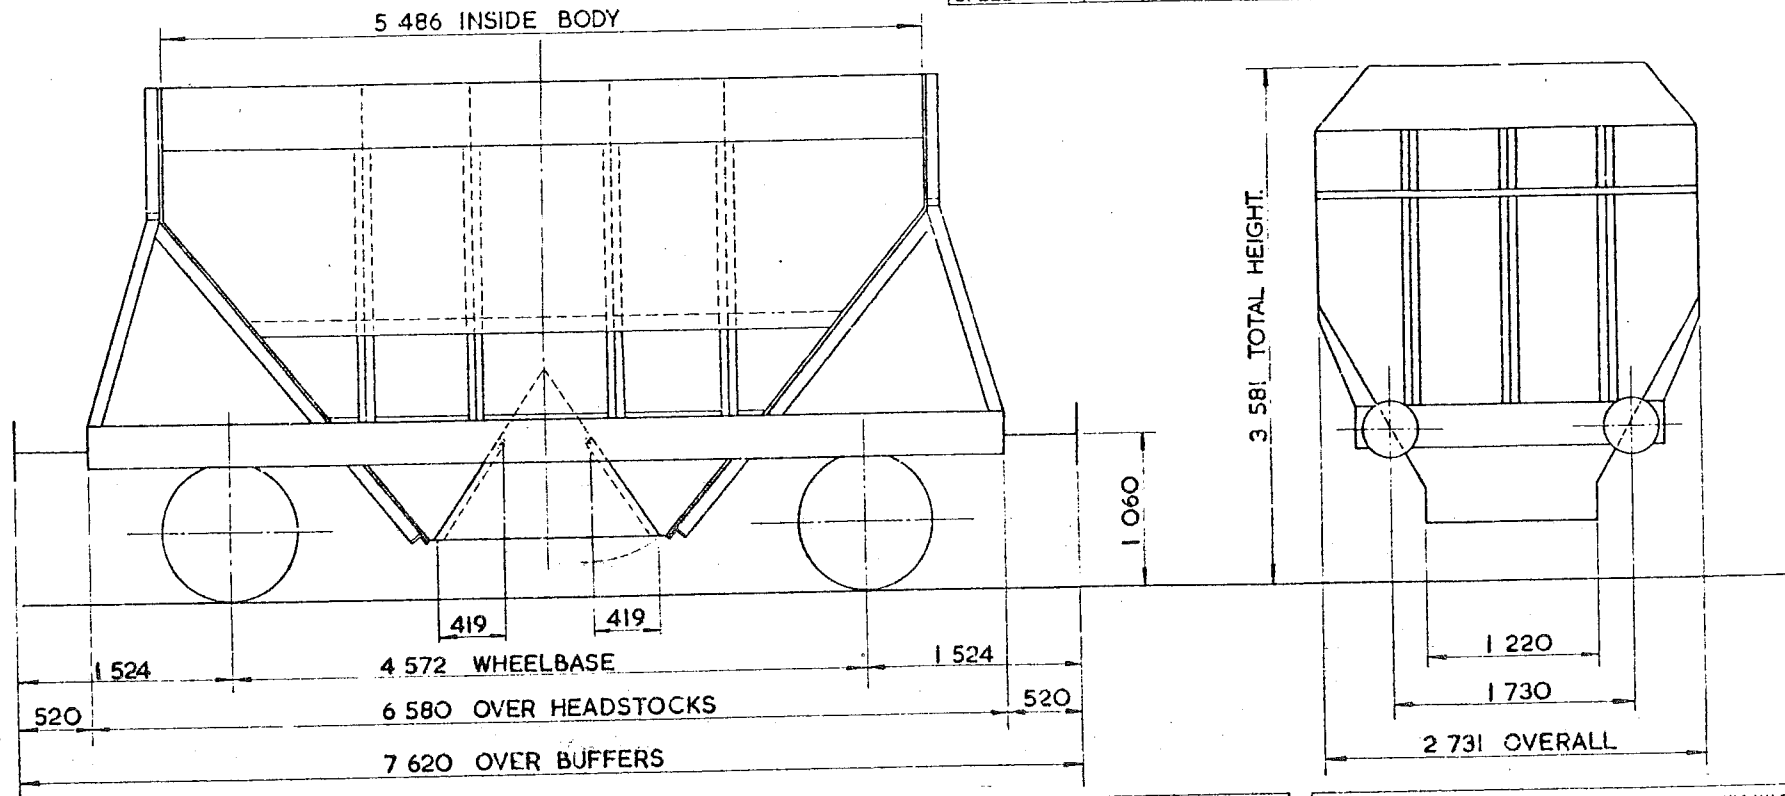 5 486 INSIDE BODY
3 581 TOTAL HEIGHT.
1 060
419
419
1 524
4 572 WHEELBASE
1 524
520
6 580 OVER HEADSTOCKS
520
7 620 OVER BUFFERS
1 220
1 730
2 731 OVERALL